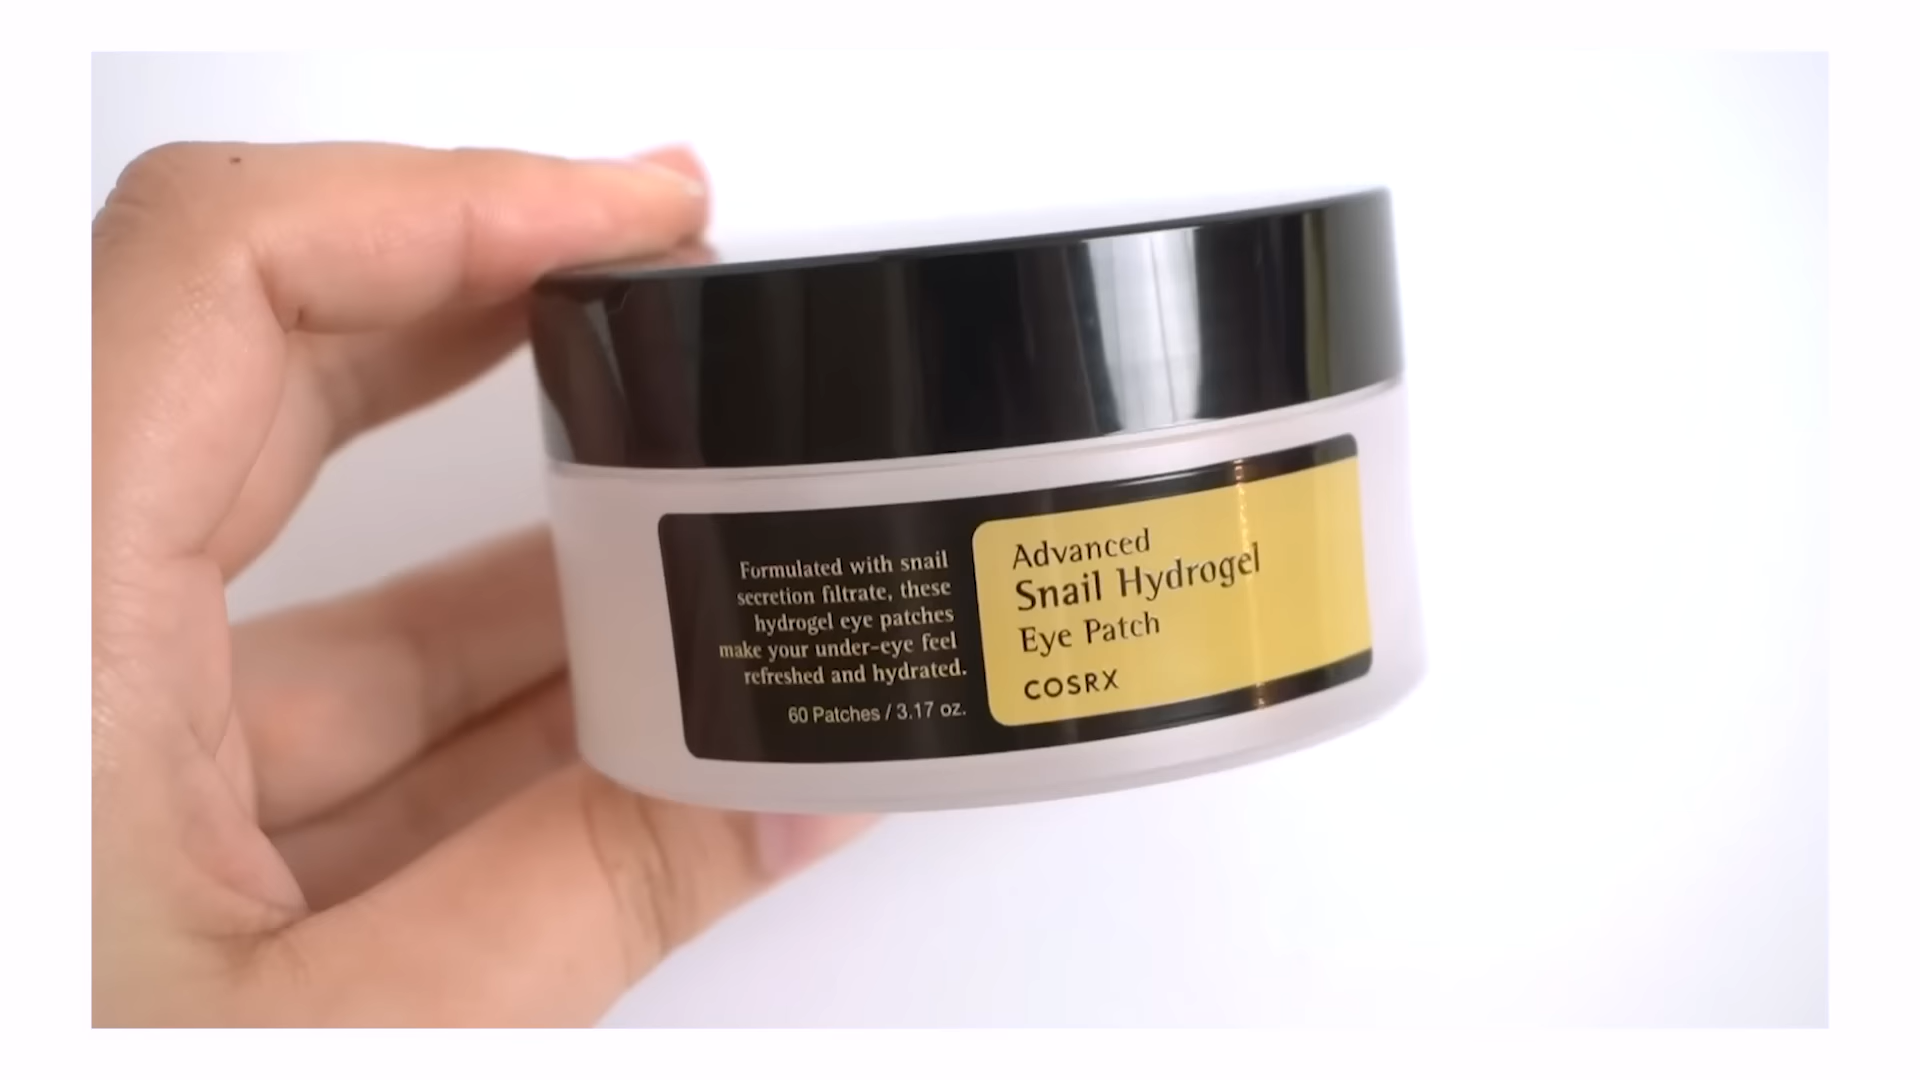 Formulated with snail
secretion filtrate, these
hydrogel eye patches
make your under-eye feel
refreshed and hydrated.
60 Patches / 3.17 oz.
Advanced
Snail Hydrogel
Eye Patch
COSRX